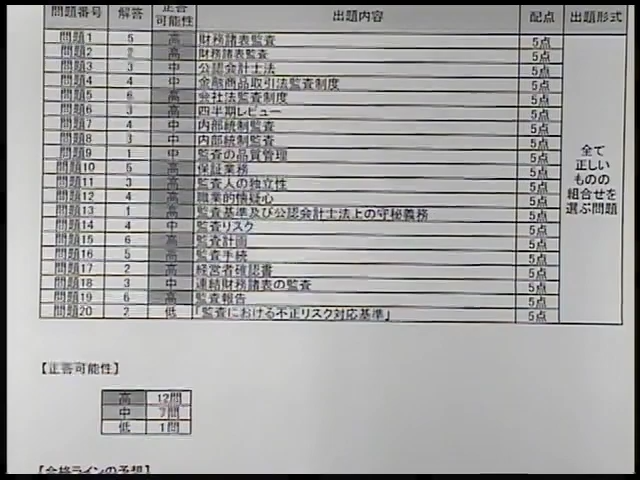 問題番号 解答 正答可能性 出題内容 配点 出題形式
問題1 5 高 財務諸表監査 5点
問題2 2 高 財務諸表監査 5点
問題3 3 中 公認会計士法 5点
問題4 4 中 金融商品取引法監査制度 5点
問題5 6 高 会社法監査制度 5点
問題6 3 高 四半期レビュー 5点
問題7 4 中 内部統制監査 5点
問題8 3 中 内部統制監査 5点
問題9 1 中 監査の品質管理 5点
問題10 5 高 保証業務 5点
問題11 3 高 監査人の独立性 5点
問題12 4 高 職業的懐疑心 5点
問題13 1 高 監査基準及び公認会計士法上の守秘義務 5点
問題14 4 中 監査リスク 5点
問題15 6 高 監査計画 5点
問題16 5 高 監査手続 5点
問題17 2 高 経営者確認書 5点
問題18 3 中 連結財務諸表の監査 5点
問題19 6 高 監査報告 5点
問題20 2 低 「監査における不正リスク対応基準」 5点
全て
正しい
ものの
組合せを
選ぶ問題
【正答可能性】
高 12問
中 7問
低 1問
【合格ラインの予想】